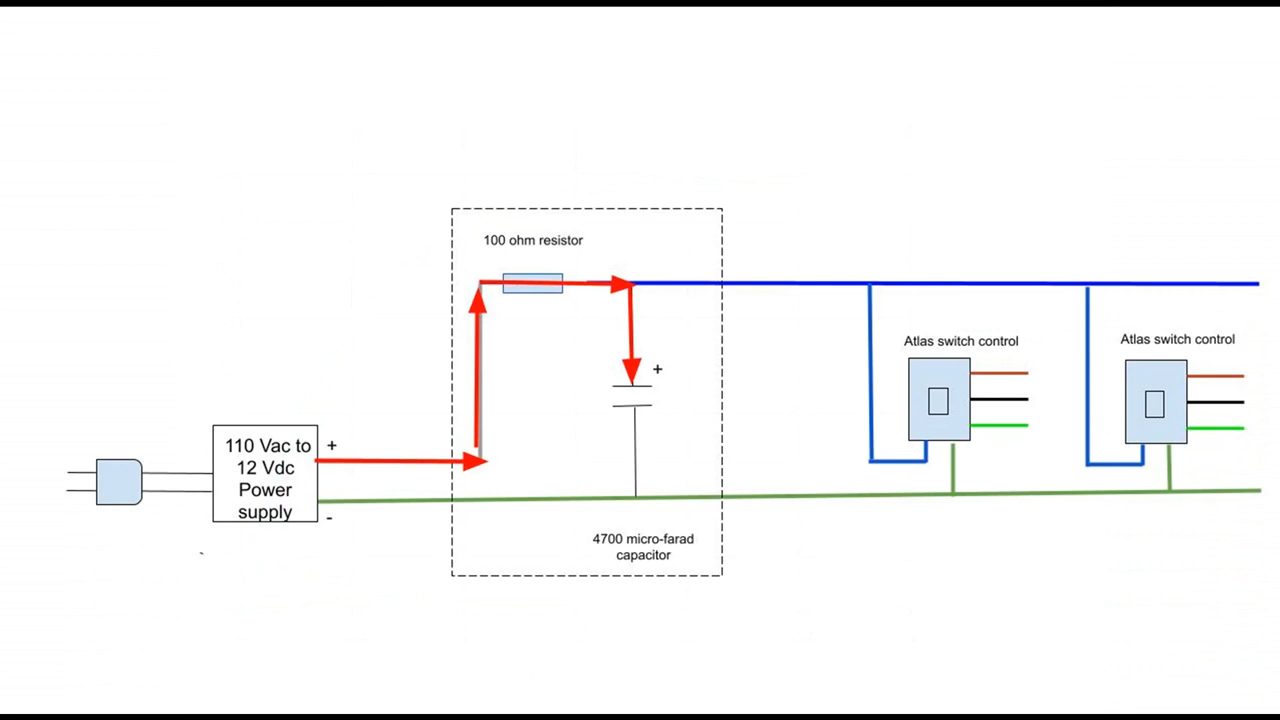 100 ohm resistor
+
Atlas switch control
Atlas switch control
110 Vac to
12 Vdc
Power
supply
+
-
4700 micro-farad
capacitor